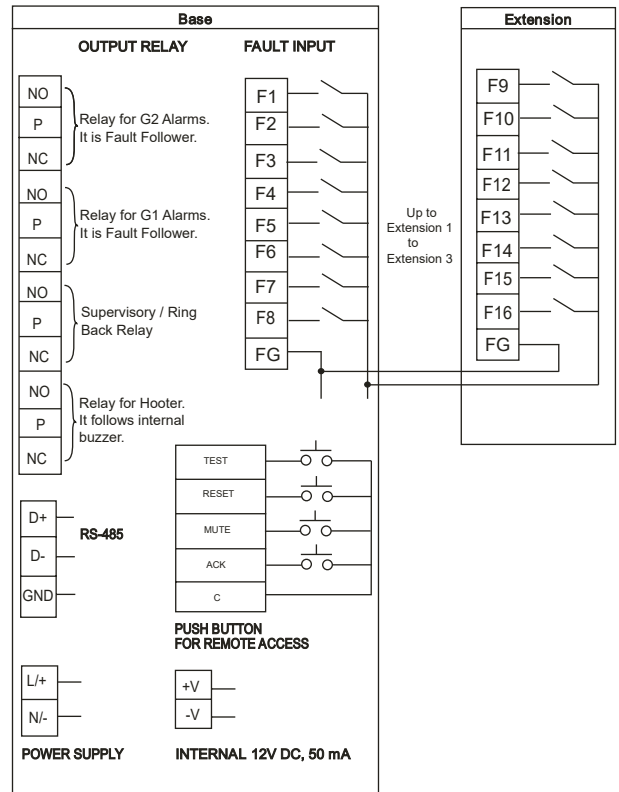 Base
OUTPUT RELAY
FAULT INPUT
NO
P
NC
Relay for G2 Alarms.
It is Fault Follower.
NO
P
NC
Relay for G1 Alarms.
It is Fault Follower.
NO
P
NC
Supervisory / Ring
Back Relay
NO
P
NC
Relay for Hooter.
It follows internal
buzzer.
F1
F2
F3
F4
F5
F6
F7
F8
FG
Up to
Extension 1
to
Extension 3
Extension
F9
F10
F11
F12
F13
F14
F15
F16
FG
D+
D-
GND
RS-485
TEST
RESET
MUTE
ACK
C
PUSH BUTTON
FOR REMOTE ACCESS
L/+
N/-
POWER SUPPLY
+V
-V
INTERNAL 12V DC, 50 mA